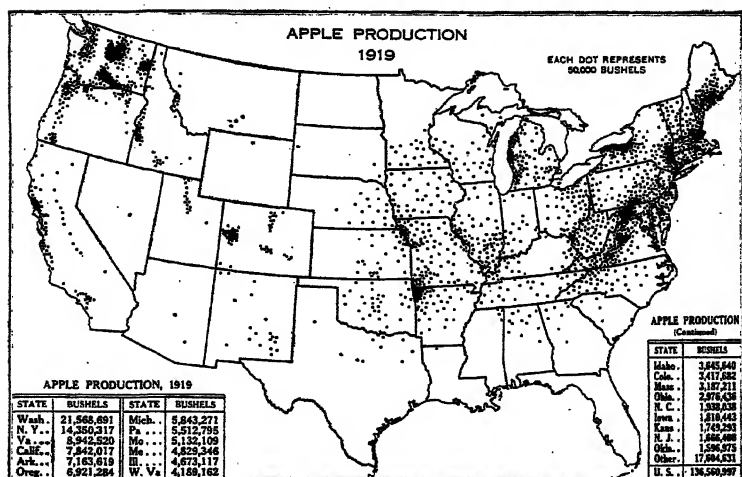 APPLE PRODUCTION
1919
EACH DOT REPRESENTS
50,000 BUSHELS
APPLE PRODUCTION, 1919
STATE BUSHELS STATE BUSHELS
Wash. . 21,568,691 Mich. . 5,843,271
N. Y. . . 14,350,317 Pa . . . 5,512,795
Va . . . . 8,942,520 Mo . . . 5,132,109
Calif. . . 7,842,017 Me . . . 4,829,346
Ark. . . 7,163,619 Ill. . . . 4,673,117
Oreg. . 6,921,284 W. Va 4,189,162
APPLE PRODUCTION
(Continued)
STATE BUSHELS
Idaho . 3,645,640
Colo. . . 3,417,682
Mass . 3,187,211
Ohio. . 2,976,436
N. C. . 1,938,038
Iowa . . 1,818,443
Kans . 1,749,293
N. J. . .
Okla. . 1,596,975
Other. 17,604,631
U. S. . 136,560,997